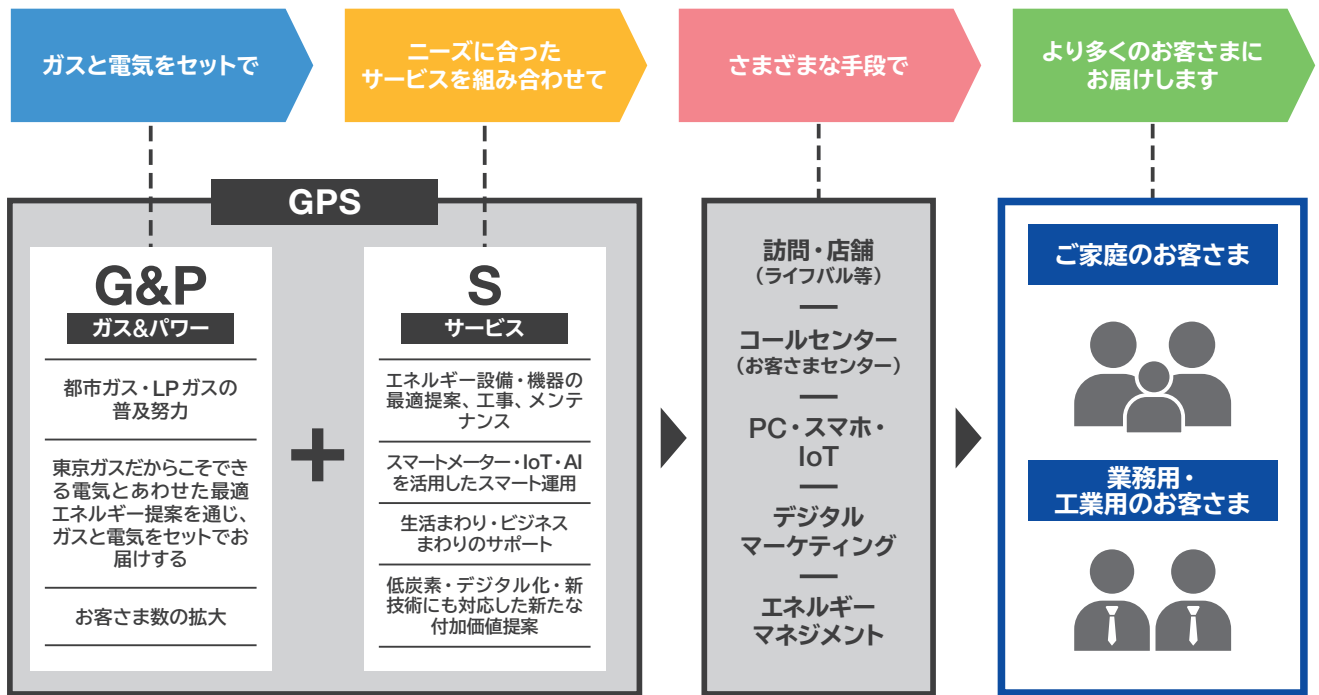 ガスと電気をセットで
ニーズに合った
サービスを組み合わせて
さまざまな手段で
より多くのお客さまに
お届けします
GPS
G&P
ガス&パワー
都市ガス・LPガスの
普及努力
東京ガスだからこそでき
る電気とあわせた最適
エネルギー提案を通じ、
ガスと電気をセットでお
届けする
お客さま数の拡大
+
S
サービス
エネルギー設備・機器の
最適提案、工事、メンテ
ナンス
スマートメーター・IoT・AI
を活用したスマート運用
生活まわり・ビジネス
まわりのサポート
低炭素・デジタル化・新
技術にも対応した新たな
付加価値提案
訪問・店舗
（ライフバル等）
コールセンター
（お客さまセンター）
PC・スマホ・
IoT
デジタル
マーケティング
エネルギー
マネジメント
ご家庭のお客さま
業務用・
工業用のお客さま